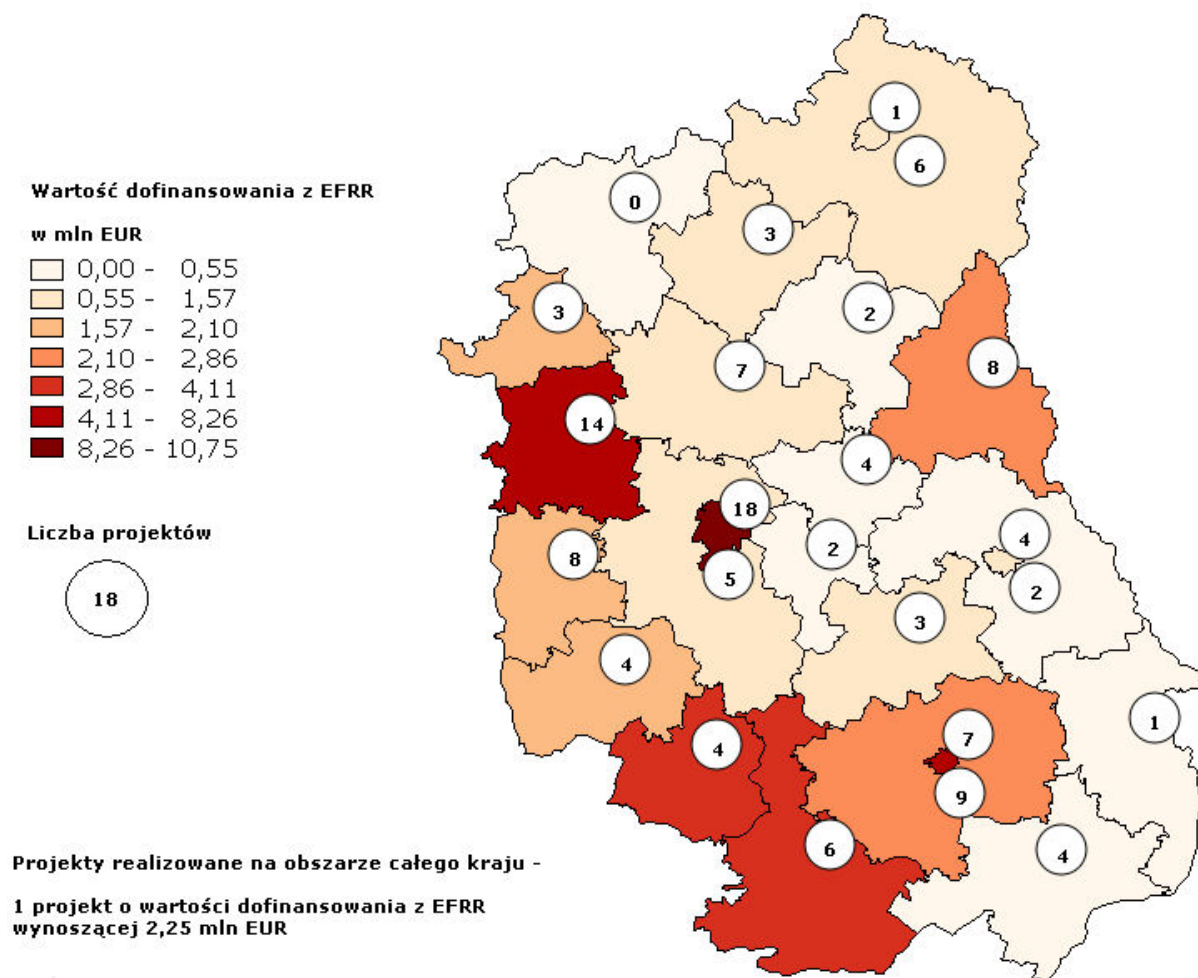 Wartość dofinansowania z EFRR
w mln EUR
0,00 - 0,55
0,55 - 1,57
1,57 - 2,10
2,10 - 2,86
2,86 - 4,11
4,11 - 8,26
8,26 - 10,75
Liczba projektów
18
1
6
0
3
3
2
7
8
14
4
18
2
4
8
5
2
3
4
1
4
7
9
6
4
Projekty realizowane na obszarze całego kraju -
1 projekt o wartości dofinansowania z EFRR
wynoszącej 2,25 mln EUR